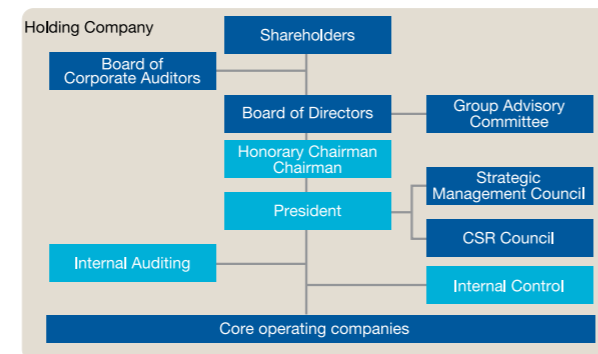 Holding Company
Shareholders
Board of
Corporate Auditors
Board of Directors
Group Advisory
Committee
Honorary Chairman
Chairman
Strategic
Management Council
President
CSR Council
Internal Auditing
Internal Control
Core operating companies